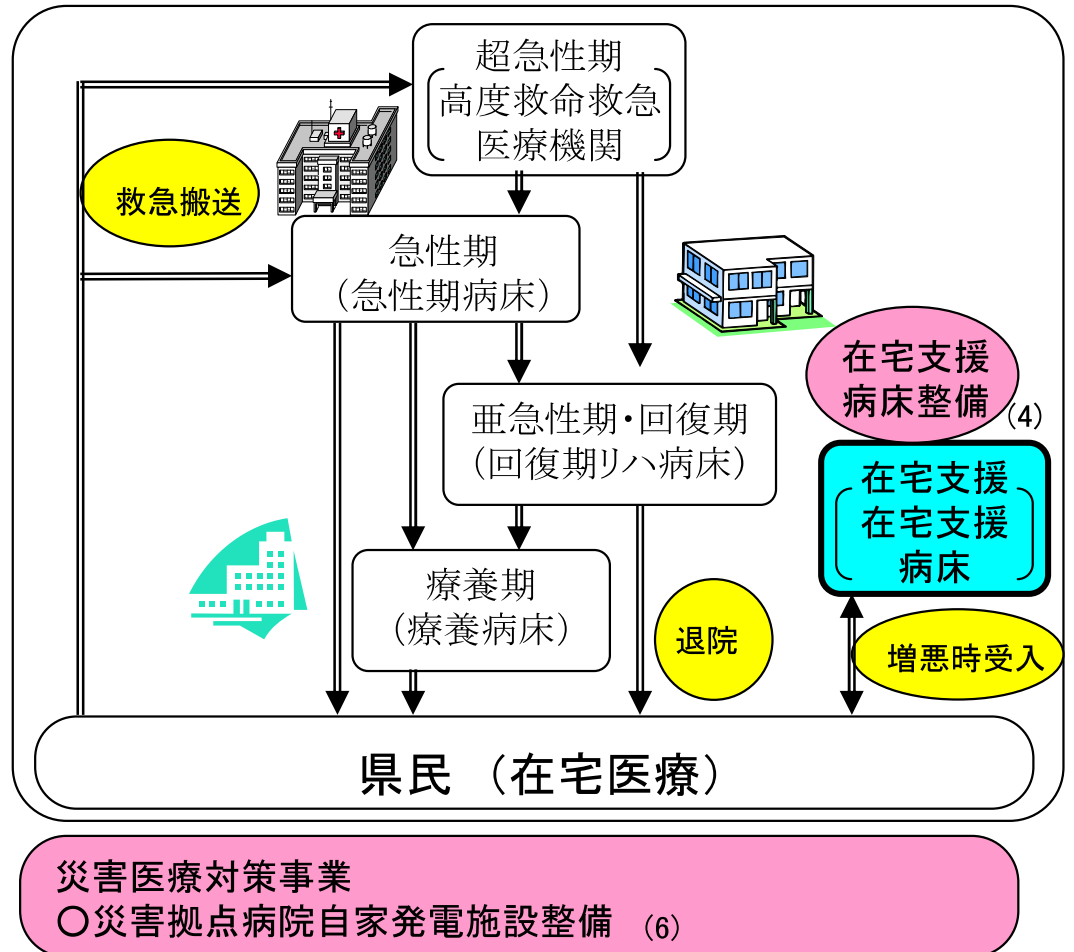 超急性期
高度救命救急
医療機関
救急搬送
急性期
（急性期病床）
在宅支援
病床整備
(4)
亜急性期・回復期
（回復期リハ病床）
在宅支援
在宅支援
病床
療養期
（療養病床）
退院
増悪時受入
県民 （在宅医療）
災害医療対策事業
〇災害拠点病院自家発電施設整備 (6)